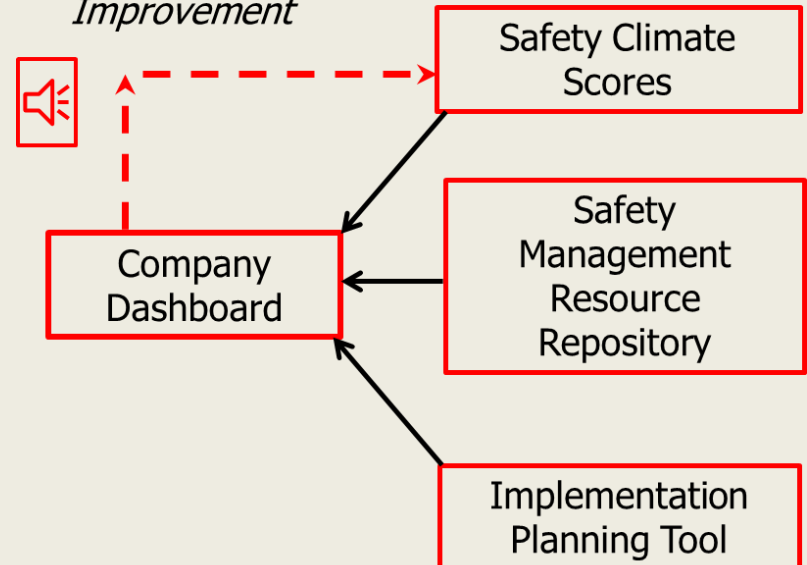 Improvement
Safety Climate
Scores
Company
Dashboard
Safety
Management
Resource
Repository
Implementation
Planning Tool